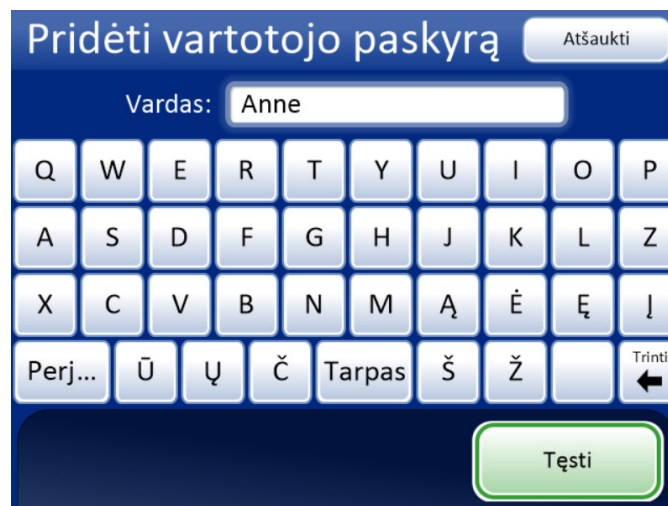 Pridėti vartotojo paskyrą Atšaukti
Vardas: Anne
Q W E R T Y U I O P
A S D F G H J K L Z
X C V B N M Ą Ė Ę Į
Perj... Ū Ų Č Tarpas Š Ž Trinti
Tęsti